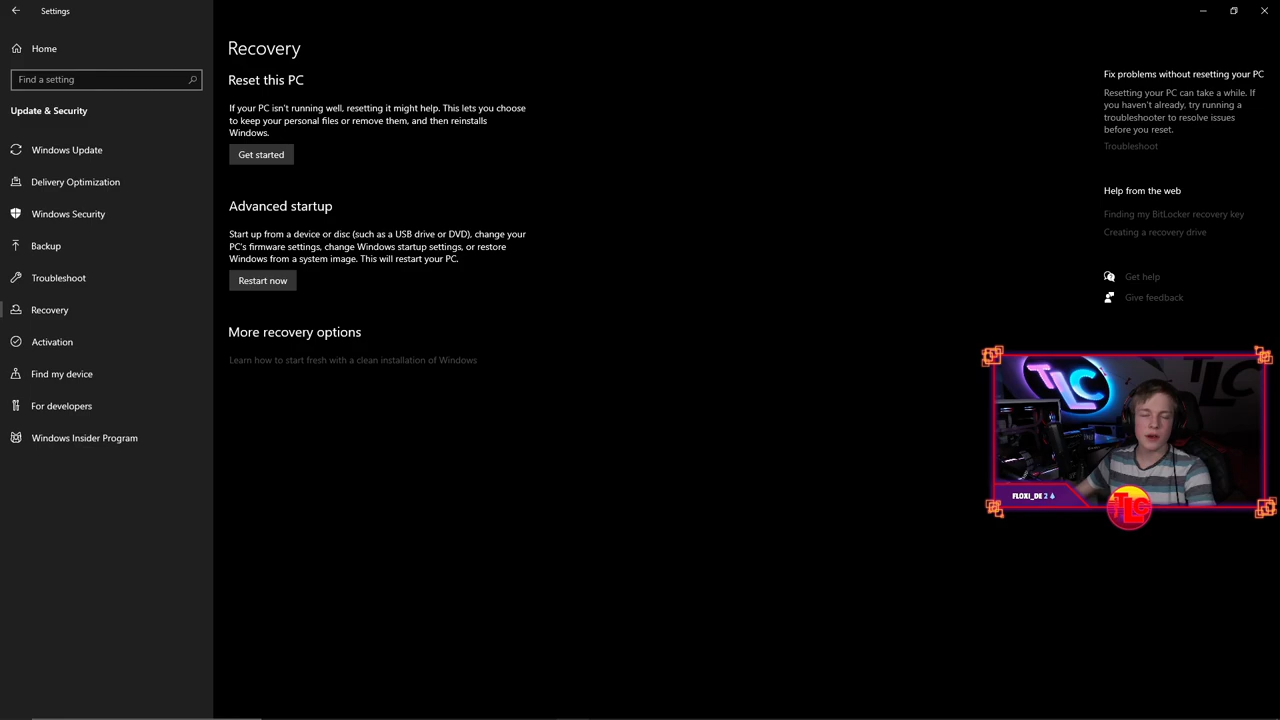 Settings
Home
Find a setting
Update & Security
Windows Update
Delivery Optimization
Windows Security
Backup
Troubleshoot
Recovery
Activation
Find my device
For developers
Windows Insider Program
Recovery
Reset this PC
If your PC isn't running well, resetting it might help. This lets you choose
to keep your personal files or remove them, and then reinstalls
Windows.
Get started
Advanced startup
Start up from a device or disc (such as a USB drive or DVD), change your
PC's firmware settings, change Windows startup settings, or restore
Windows from a system image. This will restart your PC.
Restart now
More recovery options
Learn how to start fresh with a clean installation of Windows
Fix problems without resetting your PC
Resetting your PC can take a while. If
you haven't already, try running a
troubleshooter to resolve issues
before you reset.
Troubleshoot
Help from the web
Finding my BitLocker recovery key
Creating a recovery drive
Get help
Give feedback
TLC
TLC
FLOXI_DE 2
TLC